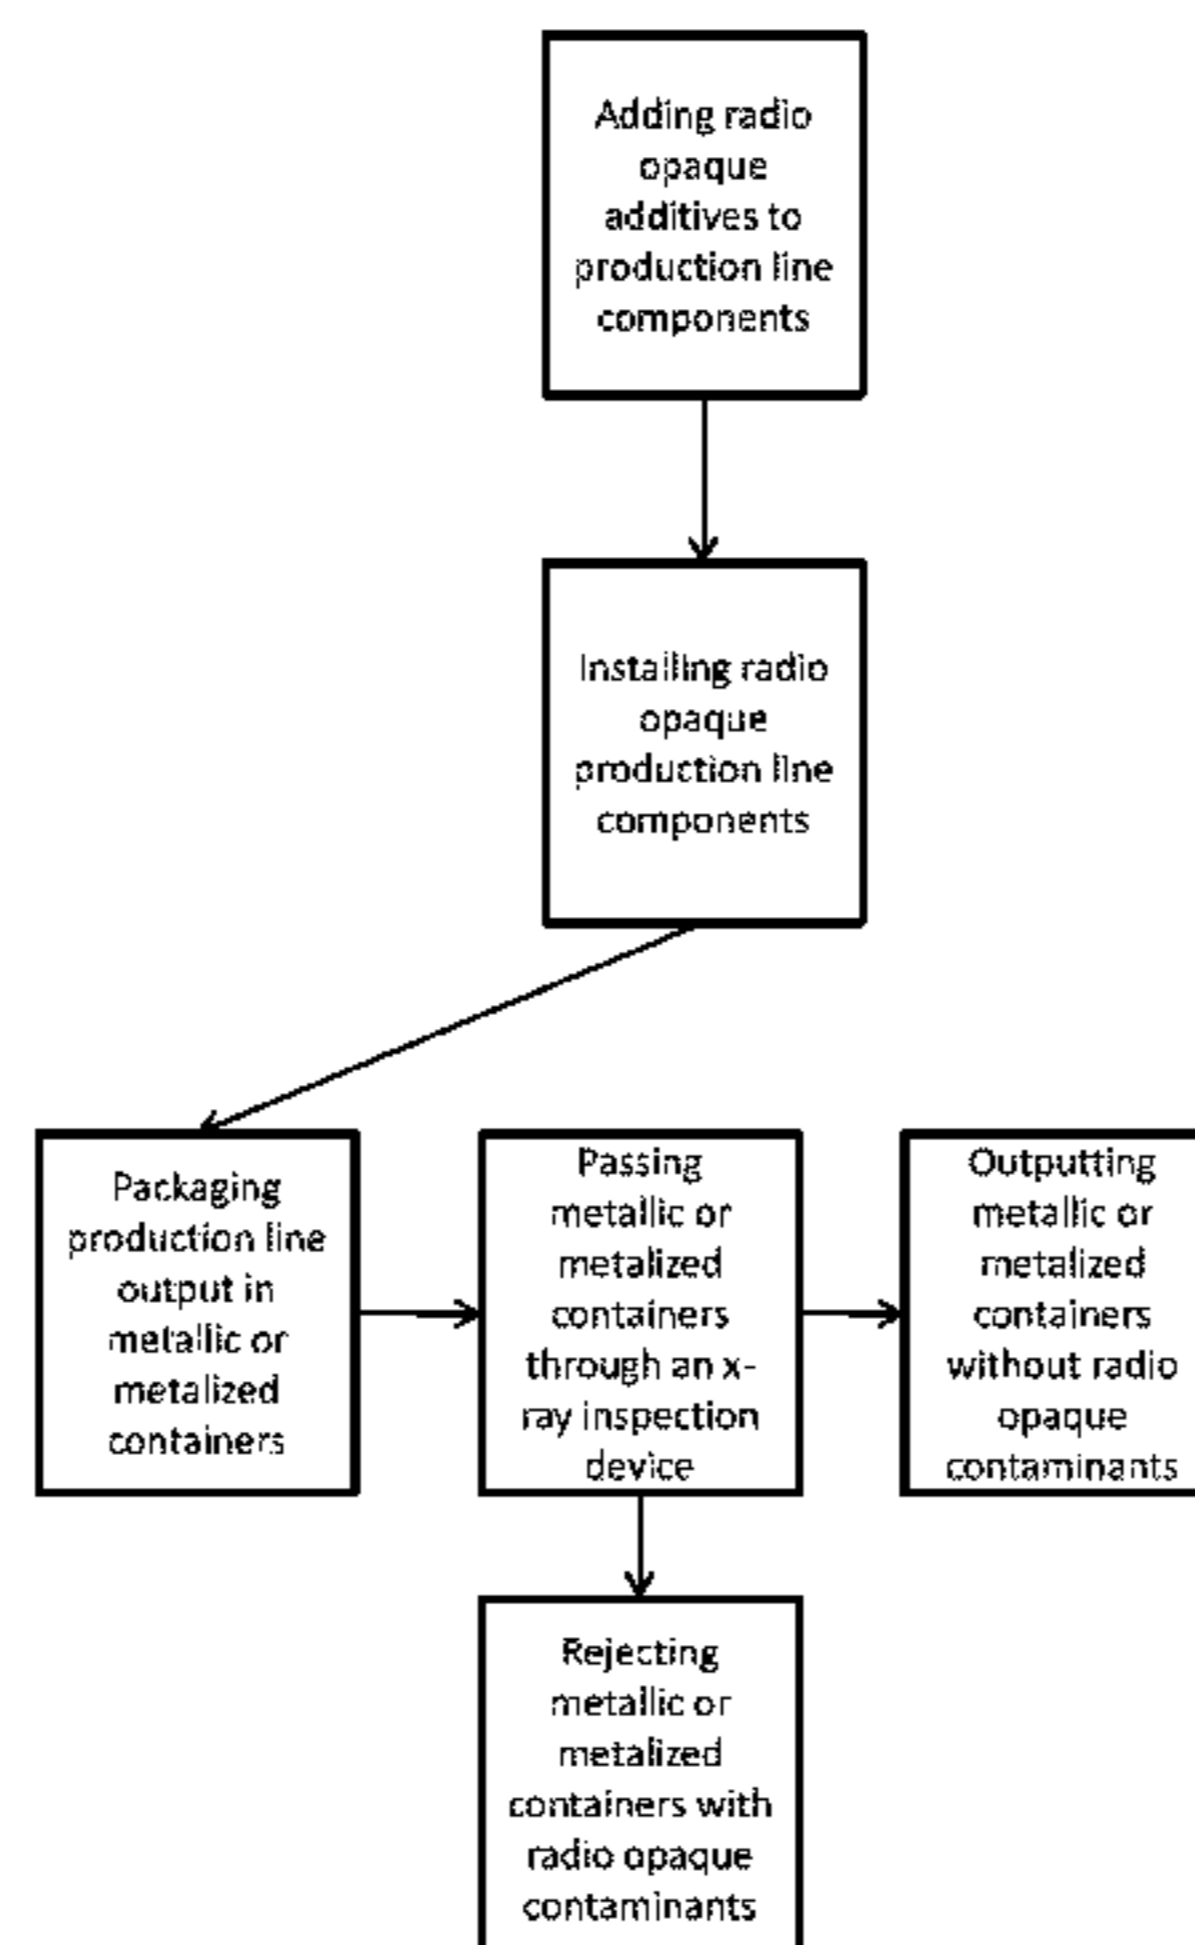 Adding radio
opaque
additives to
production line
components
Installing radio
opaque
production line
components
Packaging
production line
output in
metallic or
metalized
containers
Passing
metallic or
metalized
containers
through an x-
ray inspection
device
Outputting
metallic or
metalized
containers
without radio
opaque
contaminants
Rejecting
metallic or
metalized
containers with
radio opaque
contaminants